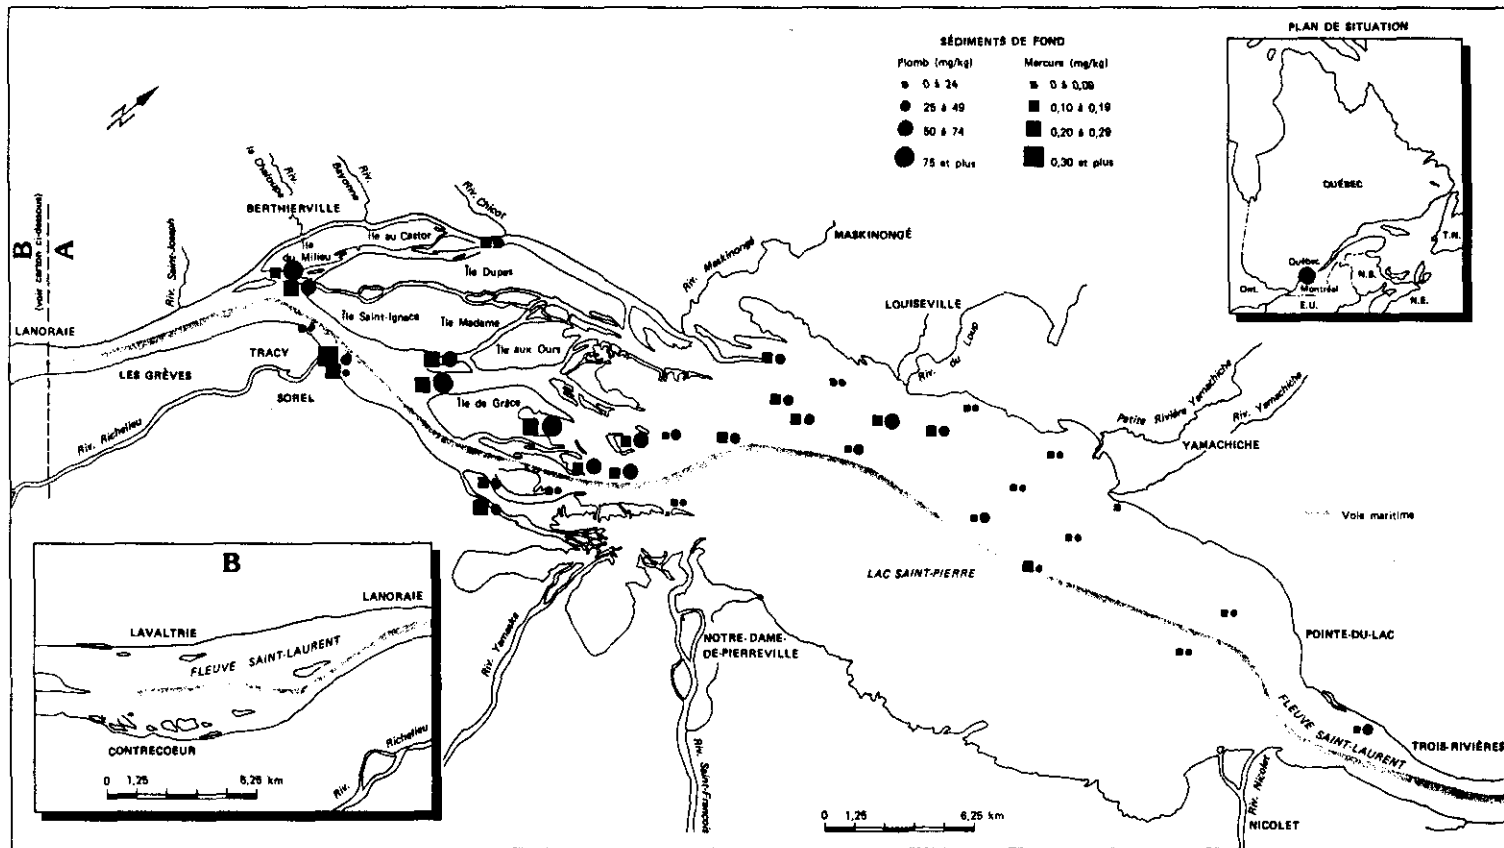 SÉDIMENTS DE FOND
Plomb (mg/kg)
Mercure (mg/kg)
0 à 24
0 à 0,09
25 à 49
0,10 à 0,19
50 à 74
0,20 à 0,29
75 et plus
0,30 et plus
PLAN DE SITUATION
QUÉBEC
T.N.
Québec
Montréal
N.B.
Ont.
E.U.
N.E.
B
A
(voir carton ci-dessous)
Riv. Saint-Joseph
Riv.
la Chaloupe
BERTHIERVILLE
Riv.
Bayonne
Riv. Chicot
Île au Castor
Île
du Milieu
Île Dupas
Riv. Maskinongé
MASKINONGÉ
LOUISEVILLE
Riv. du Loup
Île Saint-Ignace
Île Madame
Île aux Ours
Île de Grâce
LANORAIE
LES GRÈVES
TRACY
SOREL
Riv. Richelieu
Petite Rivière Yamachiche
Riv. Yamachiche
YAMACHICHE
Voie maritime
LAC SAINT-PIERRE
NOTRE-DAME-
DE-PIERREVILLE
Riv. Yamaska
Riv. Saint-François
POINTE-DU-LAC
FLEUVE SAINT-LAURENT
TROIS-RIVIÈRES
Riv. Nicolet
NICOLET
0 1,25 6,25 km
B
LANORAIE
LAVALTRIE
FLEUVE SAINT-LAURENT
CONTRECOEUR
Riv. Richelieu
0 1,25 6,25 km